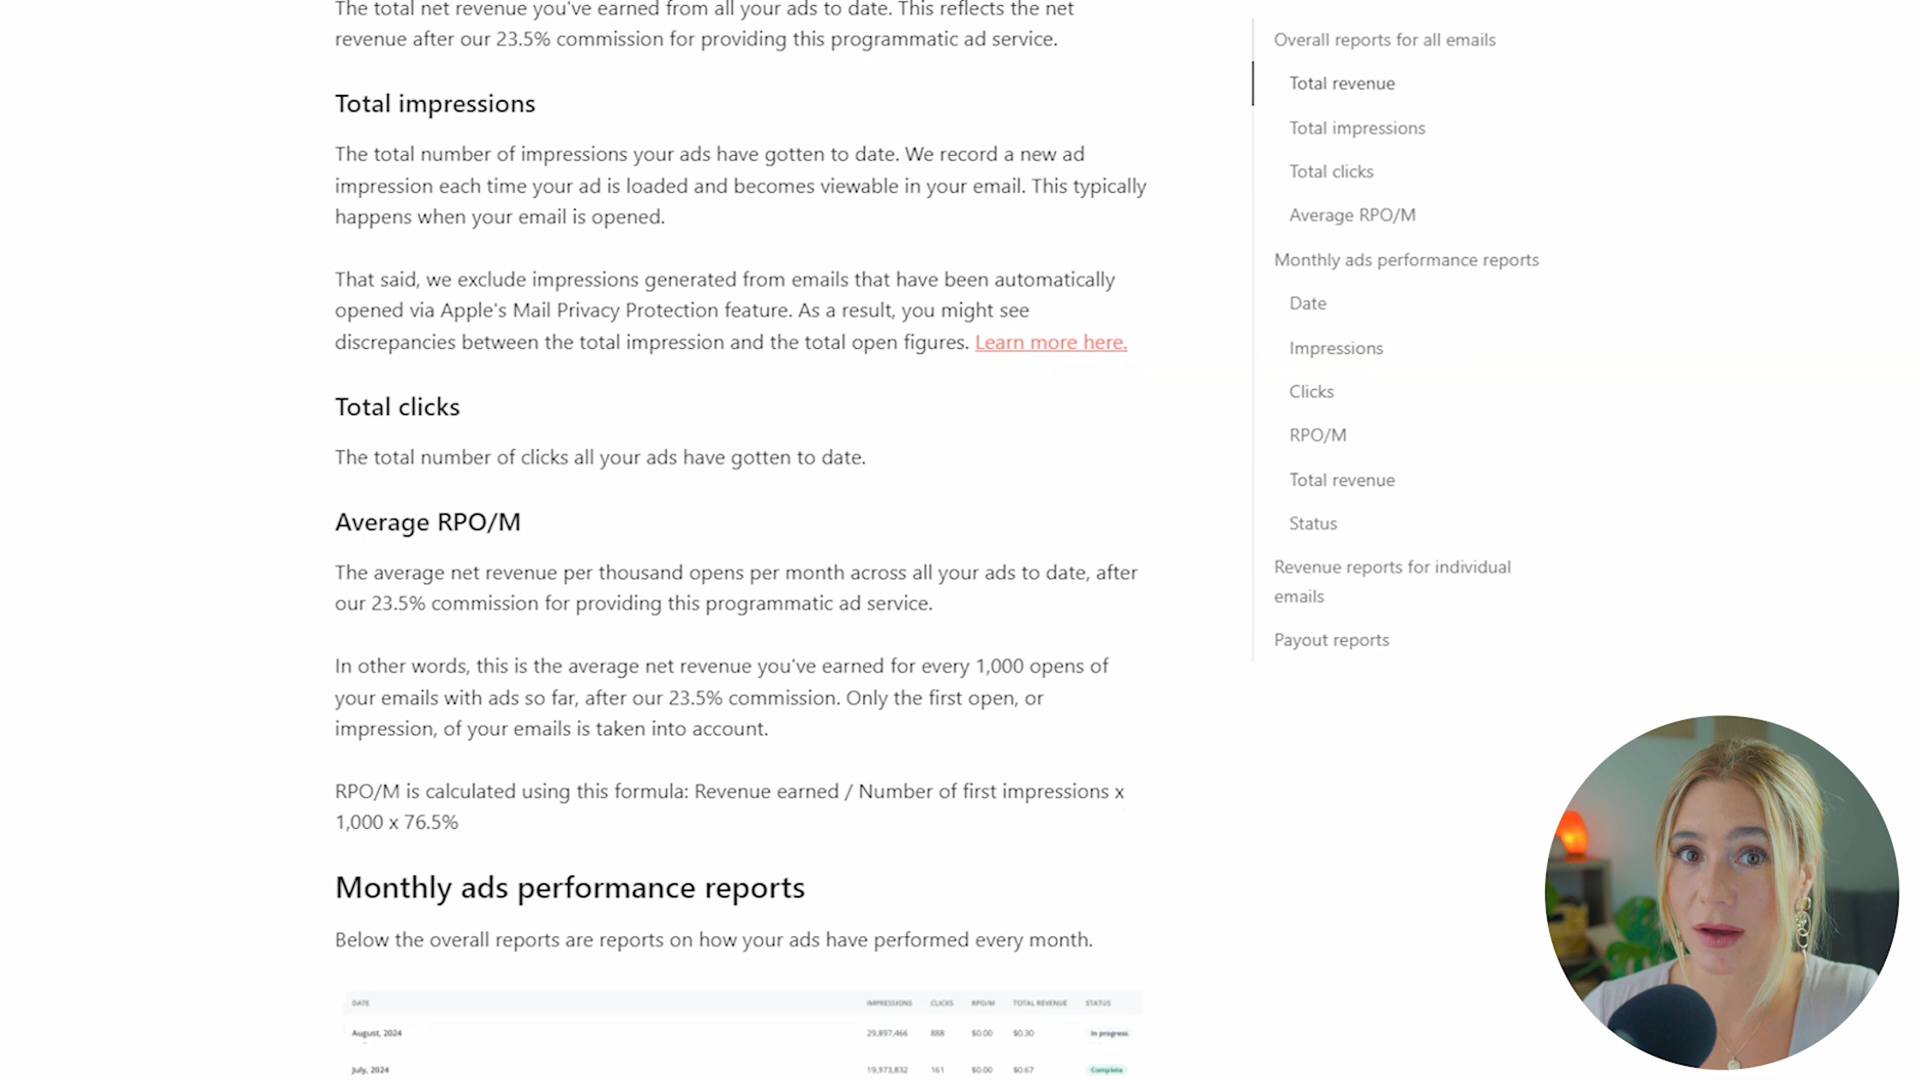 The total net revenue you've earned from all your ads to date. This reflects the net
revenue after our 23.5% commission for providing this programmatic ad service.
Total impressions
The total number of impressions your ads have gotten to date. We record a new ad
impression each time your ad is loaded and becomes viewable in your email. This typically
happens when your email is opened.
That said, we exclude impressions generated from emails that have been automatically
opened via Apple's Mail Privacy Protection feature. As a result, you might see
discrepancies between the total impression and the total open figures. Learn more here.
Total clicks
The total number of clicks all your ads have gotten to date.
Average RPO/M
The average net revenue per thousand opens per month across all your ads to date, after
our 23.5% commission for providing this programmatic ad service.
In other words, this is the average net revenue you've earned for every 1,000 opens of
your emails with ads so far, after our 23.5% commission. Only the first open, or
impression, of your emails is taken into account.
RPO/M is calculated using this formula: Revenue earned / Number of first impressions x
1,000 x 76.5%
Monthly ads performance reports
Below the overall reports are reports on how your ads have performed every month.
DATE IMPRESSIONS CLICKS RPO/M TOTAL REVENUE STATUS
August, 2024 29,897,466 888 $0.00 $0.30 In progress
July, 2024 19,973,832 161 $0.00 $0.67 Complete
Overall reports for all emails
Total revenue
Total impressions
Total clicks
Average RPO/M
Monthly ads performance reports
Date
Impressions
Clicks
RPO/M
Total revenue
Status
Revenue reports for individual
emails
Payout reports